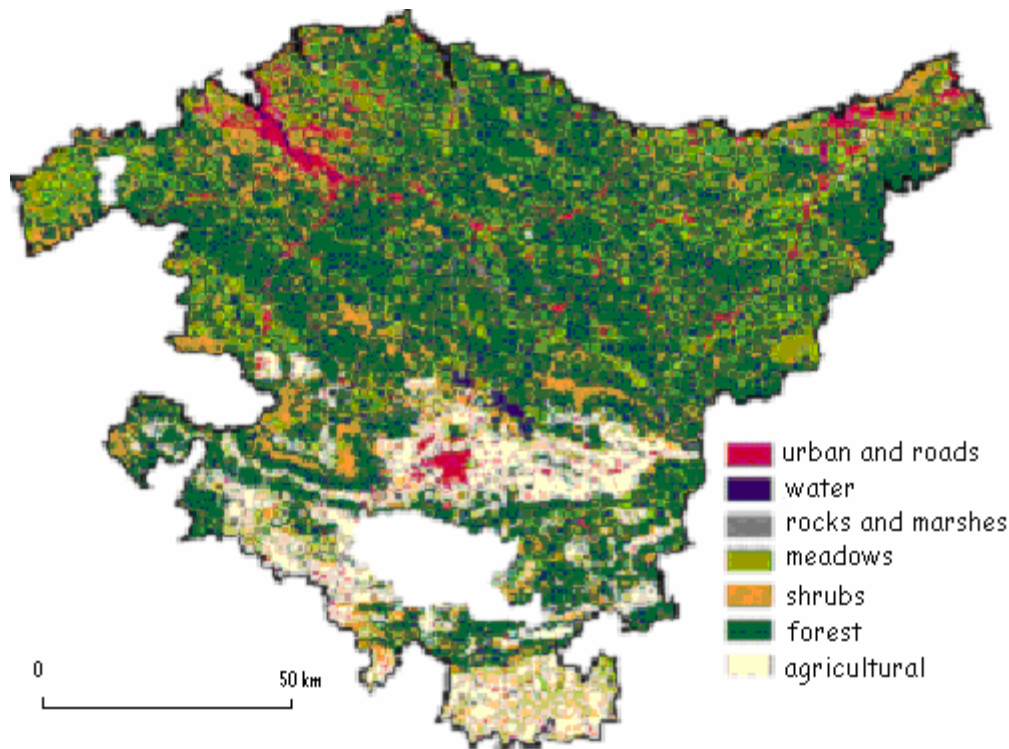 urban and roads
water
rocks and marshes
meadows
shrubs
forest
agricultural
0 50 km